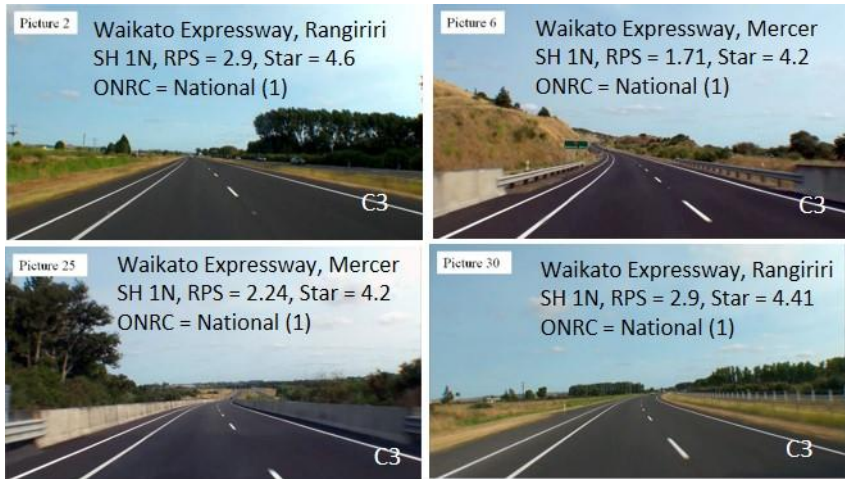 Picture 2
Waikato Expressway, Rangiriri
SH 1N, RPS = 2.9, Star = 4.6
ONRC = National (1)
C3
Picture 6
Waikato Expressway, Mercer
SH 1N, RPS = 1.71, Star = 4.2
ONRC = National (1)
C3
Picture 25
Waikato Expressway, Mercer
SH 1N, RPS = 2.24, Star = 4.2
ONRC = National (1)
C3
Picture 30
Waikato Expressway, Rangiriri
SH 1N, RPS = 2.9, Star = 4.41
ONRC = National (1)
C3